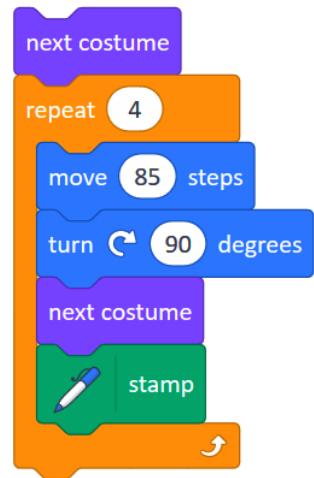 next costume
repeat 4
move 85 steps
turn 90 degrees
next costume
stamp